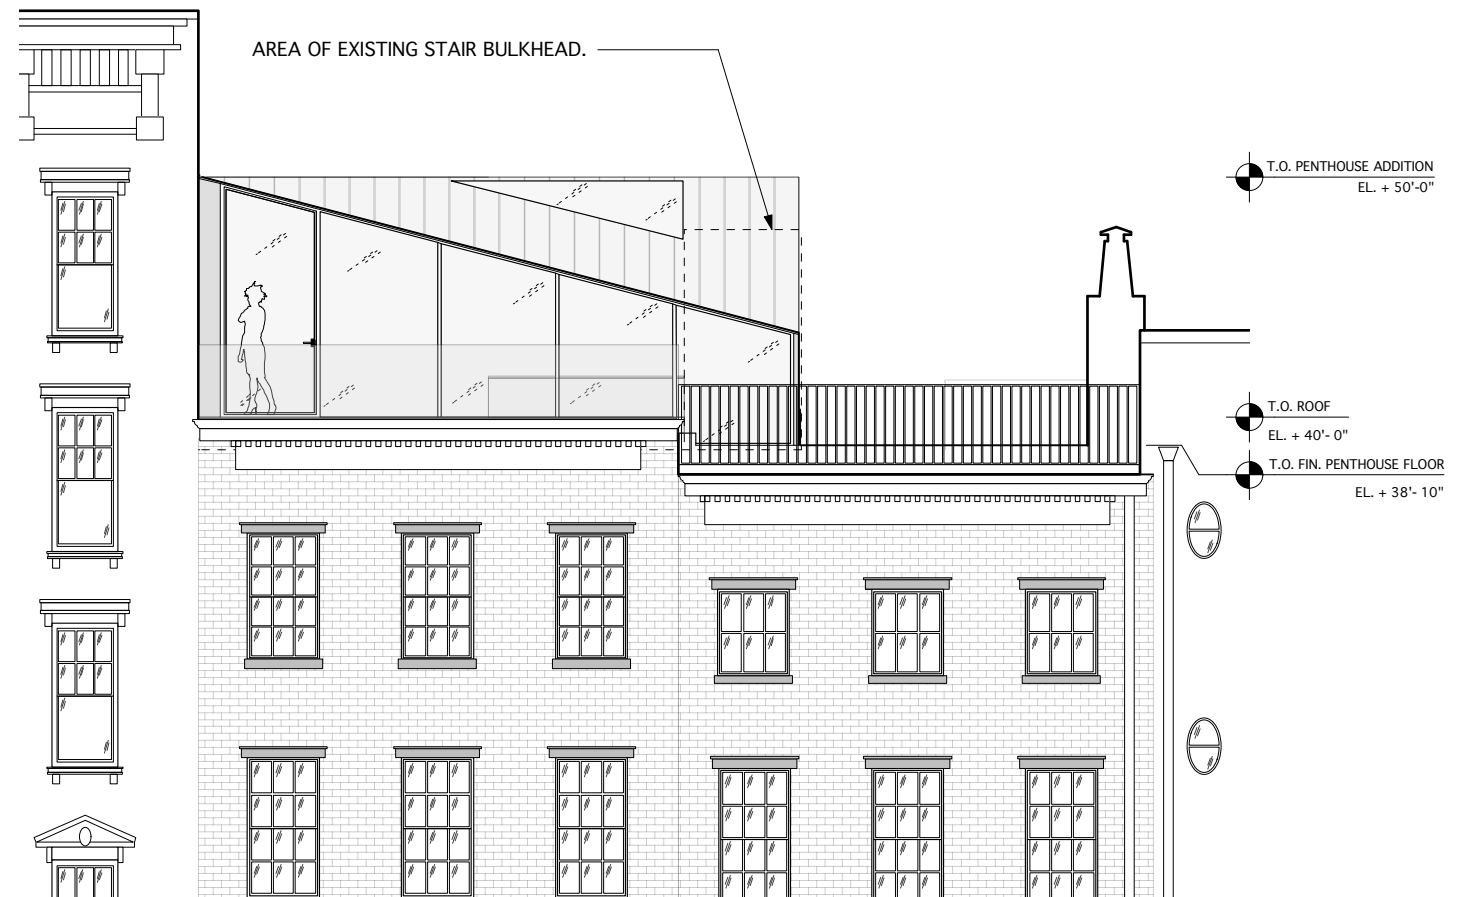 AREA OF EXISTING STAIR BULKHEAD.
T.O. PENTHOUSE ADDITION
EL. + 50'-0"
T.O. ROOF
EL. + 40'- 0"
T.O. FIN. PENTHOUSE FLOOR
EL. + 38'- 10"